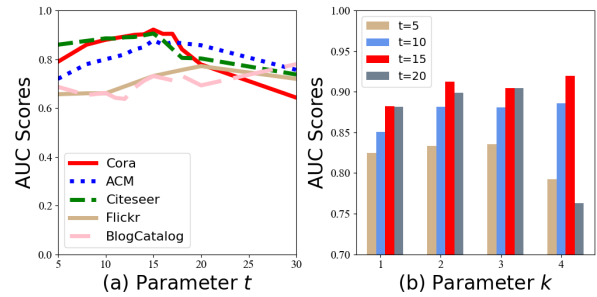 AUC Scores
1.0
0.8
0.6
0.4
0.2
0.0
Cora
ACM
Citeseer
Flickr
BlogCatalog
5 10 15 20 25 30
(a) Parameter t
AUC Scores
1.00
0.95
0.90
0.85
0.80
0.75
0.70
t=5
t=10
t=15
t=20
1 2 3 4
(b) Parameter k